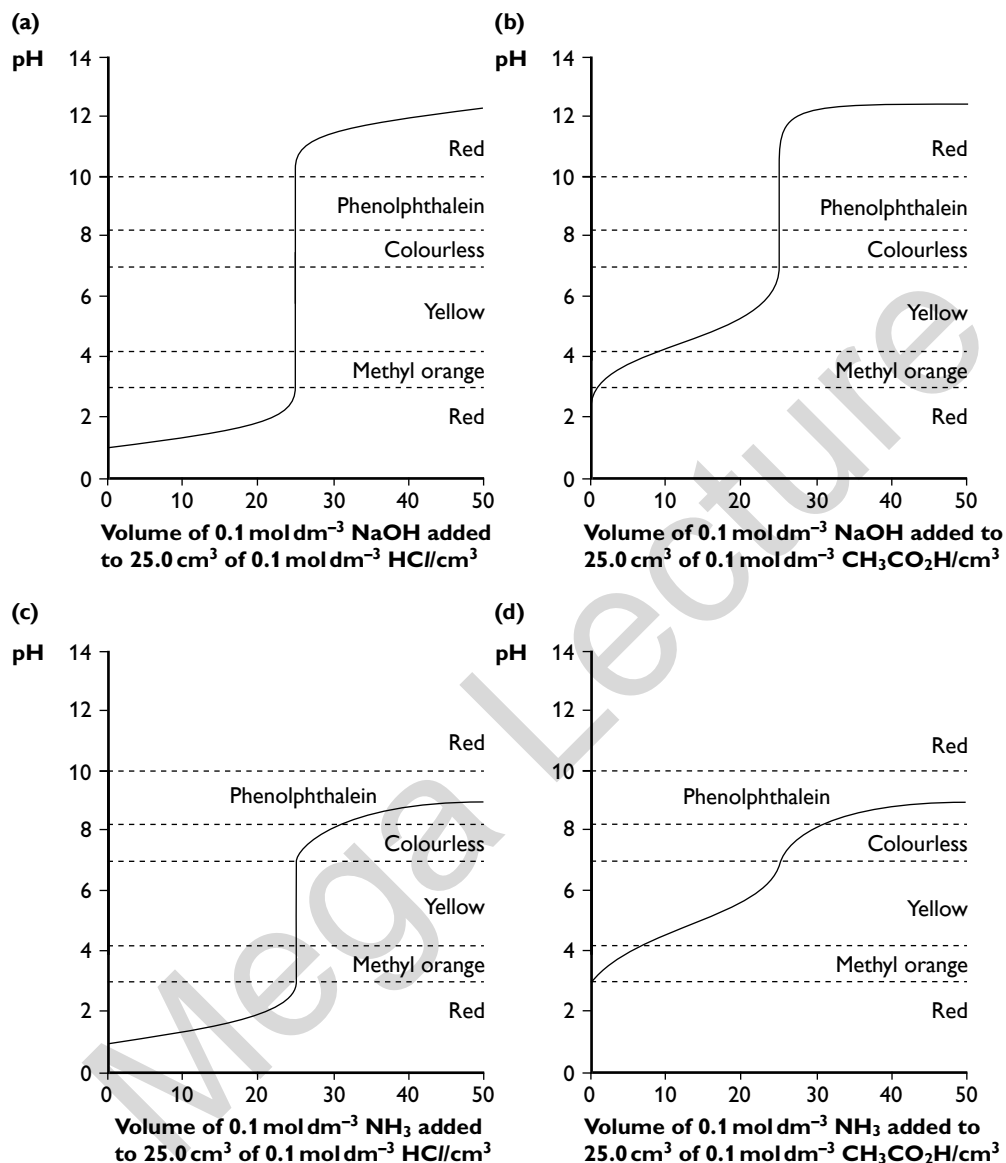 (a)
pH
14
12
10
8
6
4
2
0
Red
Phenolphthalein
Colourless
Yellow
Methyl orange
Red
0 10 20 30 40 50
Volume of 0.1 mol dm⁻³ NaOH added
to 25.0 cm³ of 0.1 mol dm⁻³ HCl/cm³
(b)
pH
14
12
10
8
6
4
2
0
Red
Phenolphthalein
Colourless
Yellow
Methyl orange
Red
0 10 20 30 40 50
Volume of 0.1 mol dm⁻³ NaOH added to
25.0 cm³ of 0.1 mol dm⁻³ CH₃CO₂H/cm³
(c)
pH
14
12
10
8
6
4
2
0
Red
Phenolphthalein
Colourless
Yellow
Methyl orange
Red
0 10 20 30 40 50
Volume of 0.1 mol dm⁻³ NH₃ added
to 25.0 cm³ of 0.1 mol dm⁻³ HCl/cm³
(d)
pH
14
12
10
8
6
4
2
0
Red
Phenolphthalein
Colourless
Yellow
Methyl orange
Red
0 10 20 30 40 50
Volume of 0.1 mol dm⁻³ NH₃ added to
25.0 cm³ of 0.1 mol dm⁻³ CH₃CO₂H/cm³
Mega Lecture